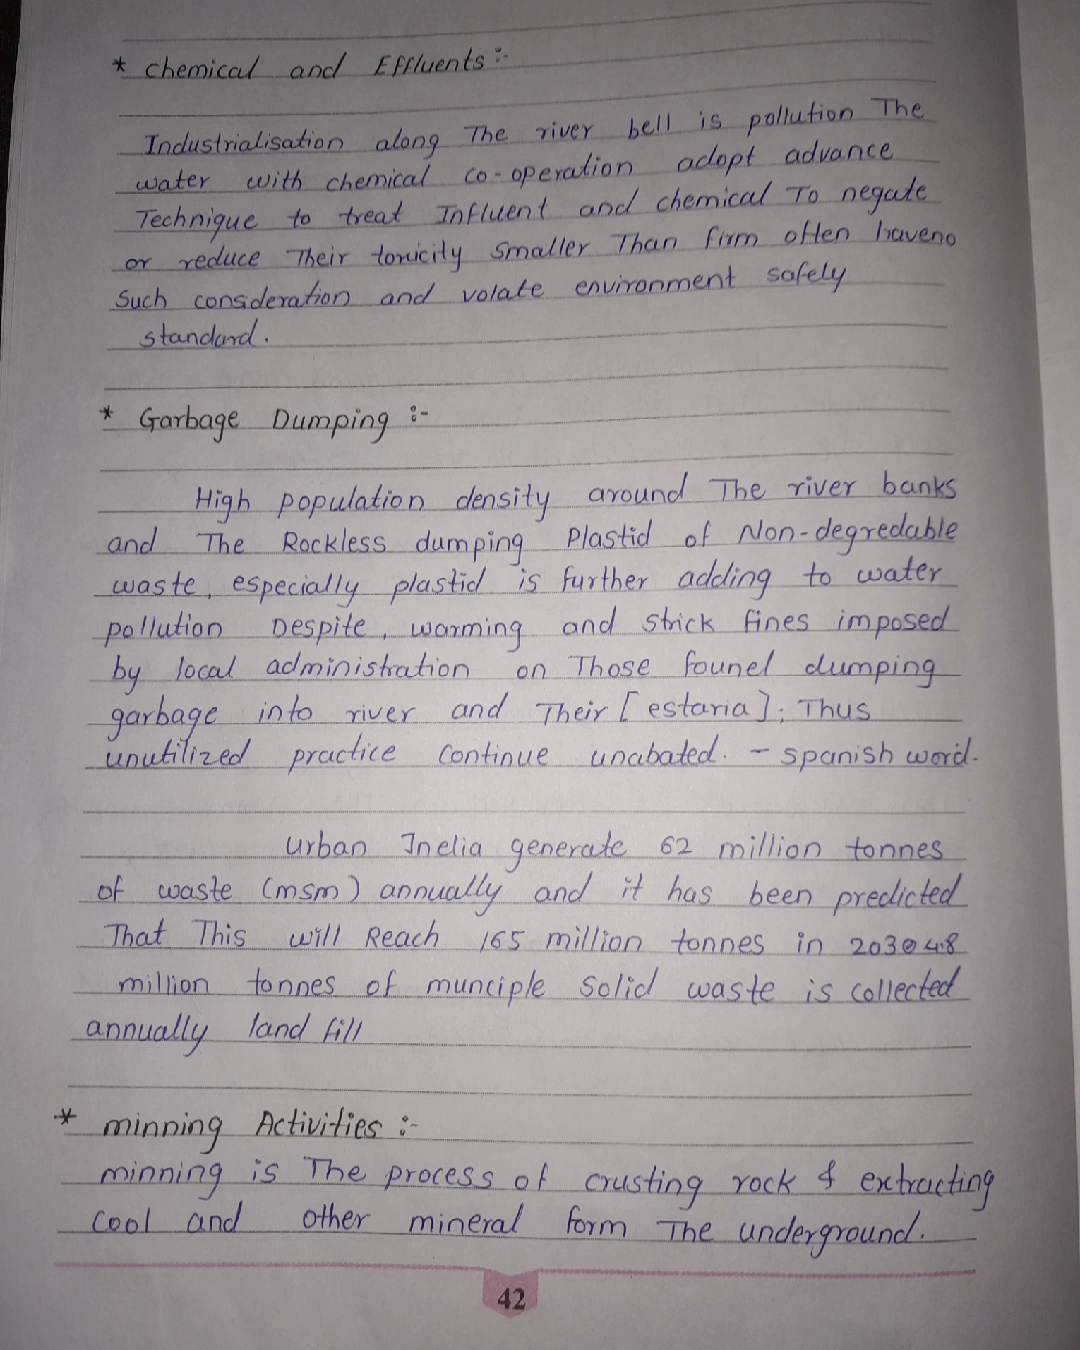 * Chemical and Effluents :-
Industrialisation along The river bell is pollution The
water with chemical co-operation adopt advance
Technique to treat Influent and chemical To negate
or reduce Their toxicity smaller Than firm often haveno
Such consideration and volate environment safely
standard.
* Garbage Dumping :-
High population density around The river banks
and The Rockless dumping Plastid of Non-degredable
waste, especially plastid is further adding to water
pollution Despite, warming and strick fines imposed
by local administration on Those founel dumping
garbage into river and Their [estaria]; Thus
unutilized practice continue unabated. - spanish word.
Urban Inelia generate 62 million tonnes
of waste (msm) annually and it has been predicted
That This will Reach 165 million tonnes in 2030 48
million tonnes of munciple Solid waste is collected
annually land fill
* minning Activities :-
minning is The process of crusting rock & extracting
Cool and other mineral form The underground.
42